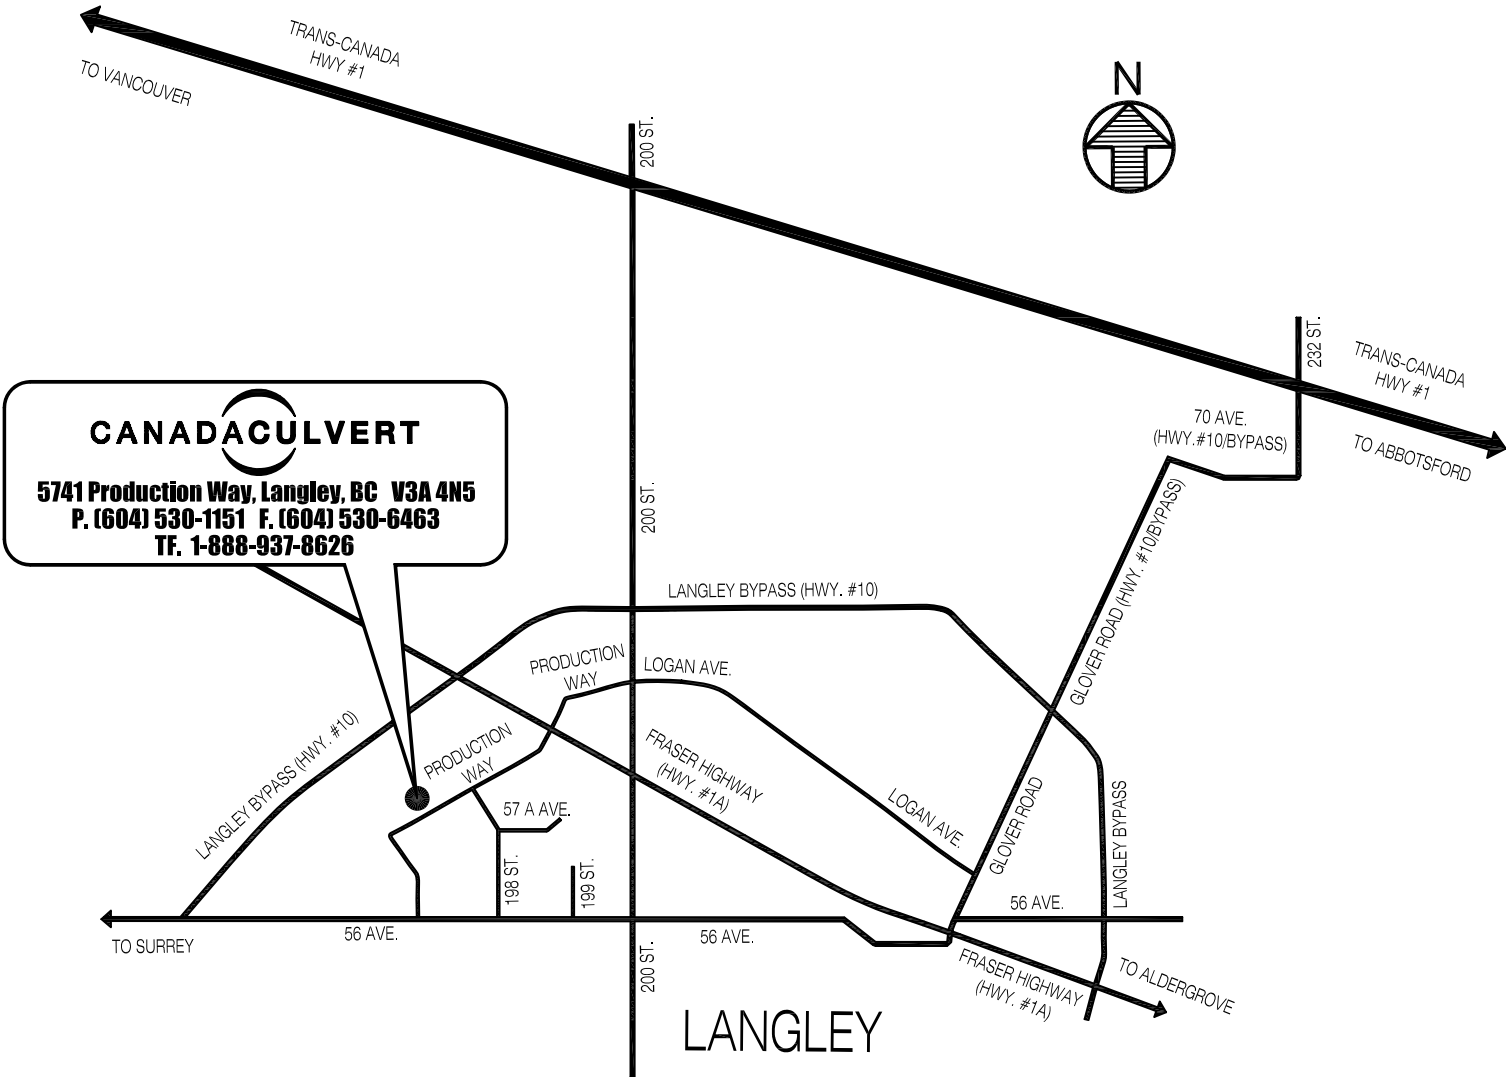 TRANS-CANADA
HWY #1
TO VANCOUVER
N
200 ST.
232 ST.
TRANS-CANADA
HWY #1
TO ABBOTSFORD
70 AVE.
(HWY.#10/BYPASS)
CANADACULVERT
5741 Production Way, Langley, BC V3A 4N5
P. (604) 530-1151 F. (604) 530-6463
TF. 1-888-937-8626
200 ST.
GLOVER ROAD (HWY. #10/BYPASS)
LANGLEY BYPASS (HWY. #10)
PRODUCTION
WAY
LOGAN AVE.
LANGLEY BYPASS (HWY. #10)
PRODUCTION
WAY
FRASER HIGHWAY
(HWY. #1A)
57 A AVE.
LOGAN AVE.
GLOVER ROAD
LANGLEY BYPASS
198 ST.
199 ST.
56 AVE.
TO SURREY
56 AVE.
56 AVE.
200 ST.
FRASER HIGHWAY
(HWY. #1A)
TO ALDERGROVE
LANGLEY